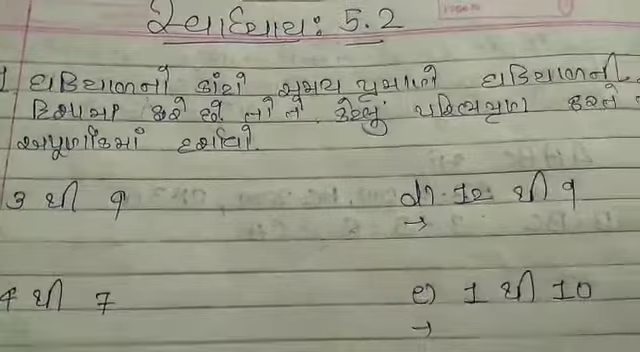 સ્વાધ્યાય: 5.2
1 ઘડિયાળનો કાંટો સમય પ્રમાણે ઘડિયાળની
દિશામાં ફરે છે તો તે કેટલું પરિભ્રમણ કરશે તે
અપૂર્ણાંકમાં દર્શાવો.
3 થી 9
d) 12 થી 9
→
4 થી 7
e) 1 થી 10
→